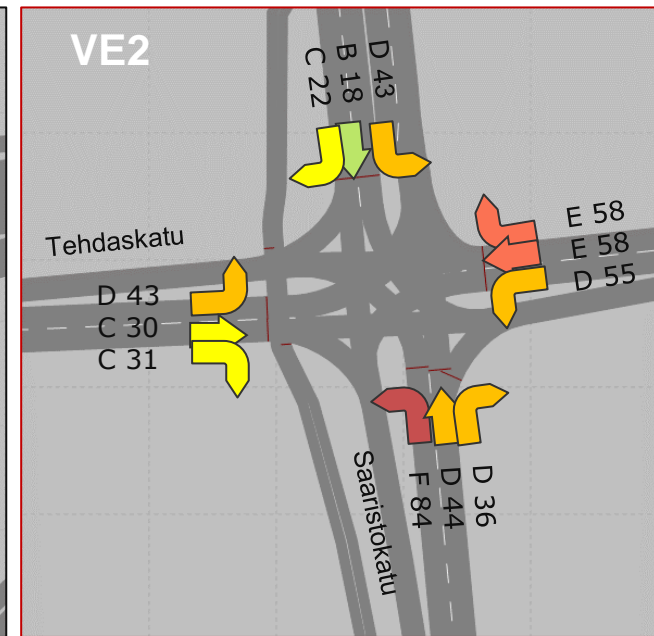 VE2
C 22
B 18
D 43
Tehdaskatu
E 58
E 58
D 55
D 43
C 30
C 31
Saaristokatu
F 84
D 44
D 36